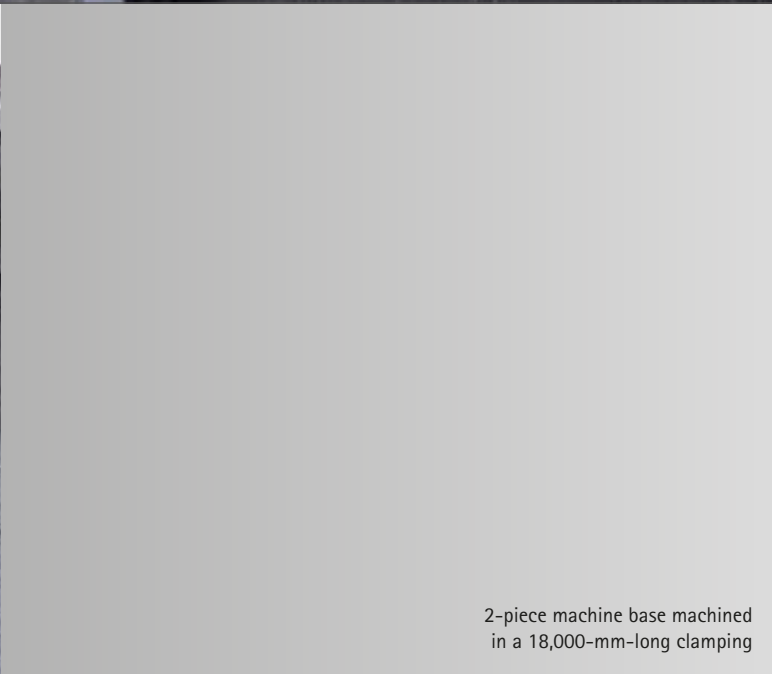 2-piece machine base machined
in a 18,000-mm-long clamping